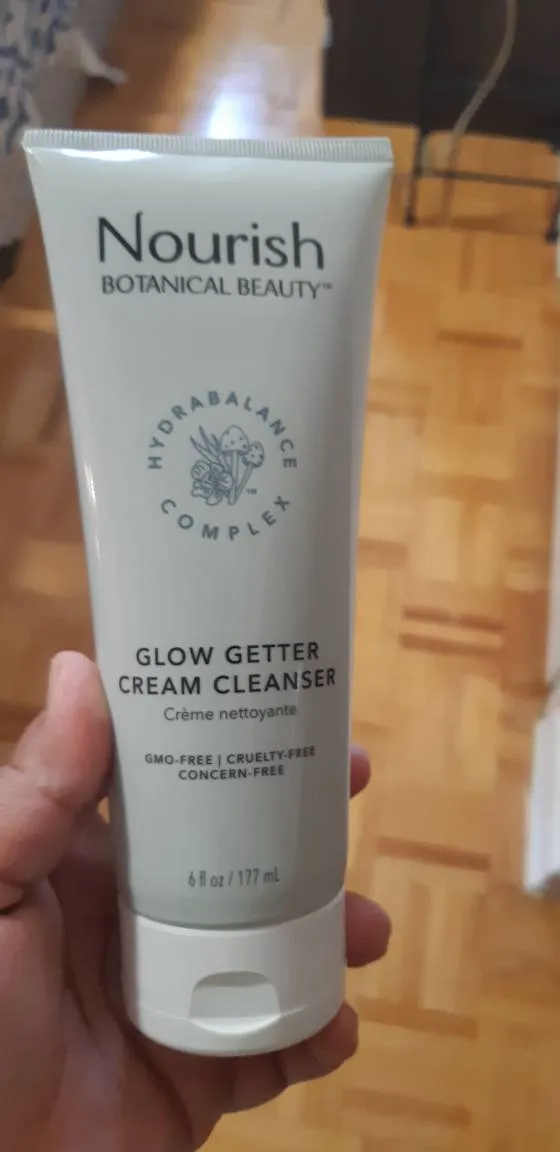 Nourish
BOTANICAL BEAUTY™
HYDRABALANCE
COMPLEX™
GLOW GETTER
CREAM CLEANSER
Crème nettoyante
GMO-FREE | CRUELTY-FREE
CONCERN-FREE
6 fl oz / 177 mL